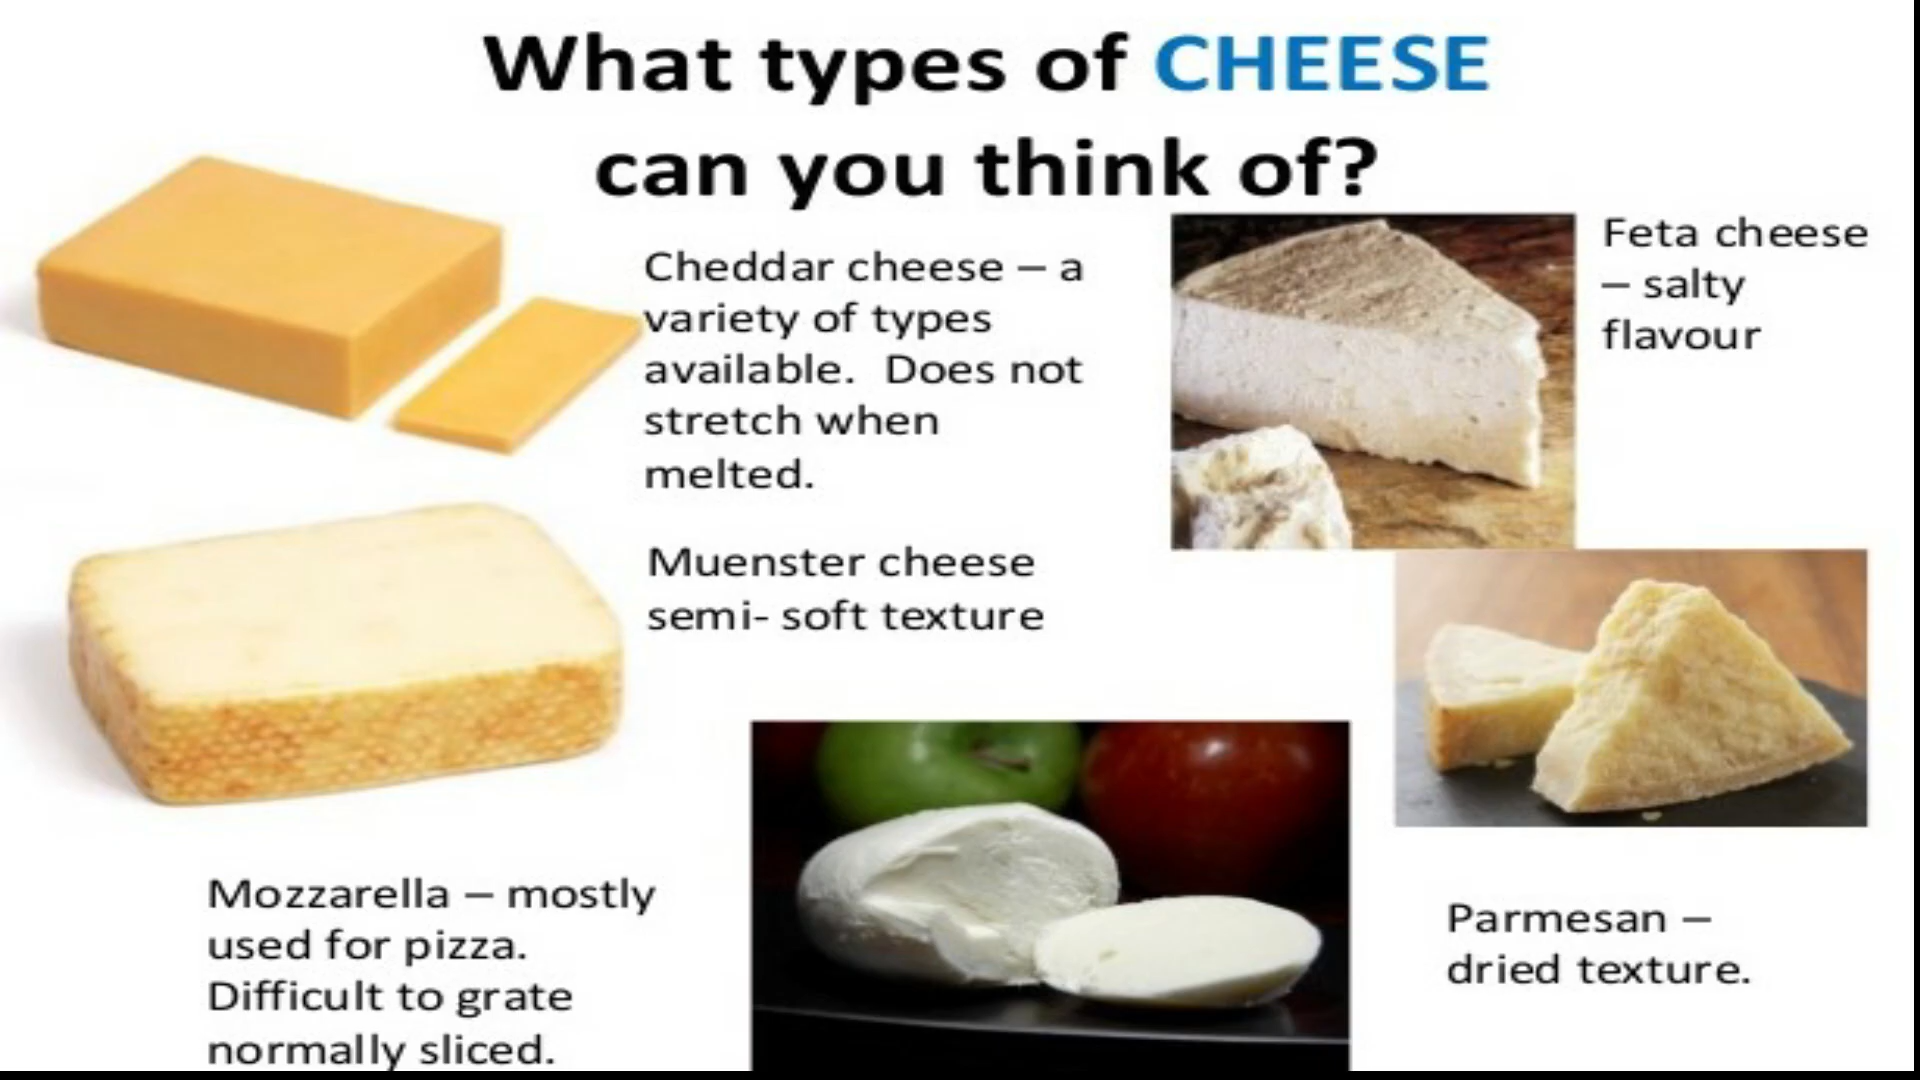 What types of CHEESE
can you think of?
Cheddar cheese – a
variety of types
available.  Does not
stretch when
melted.
Feta cheese
– salty
flavour
Muenster cheese
semi- soft texture
Mozzarella – mostly
used for pizza.
Difficult to grate
normally sliced.
Parmesan –
dried texture.